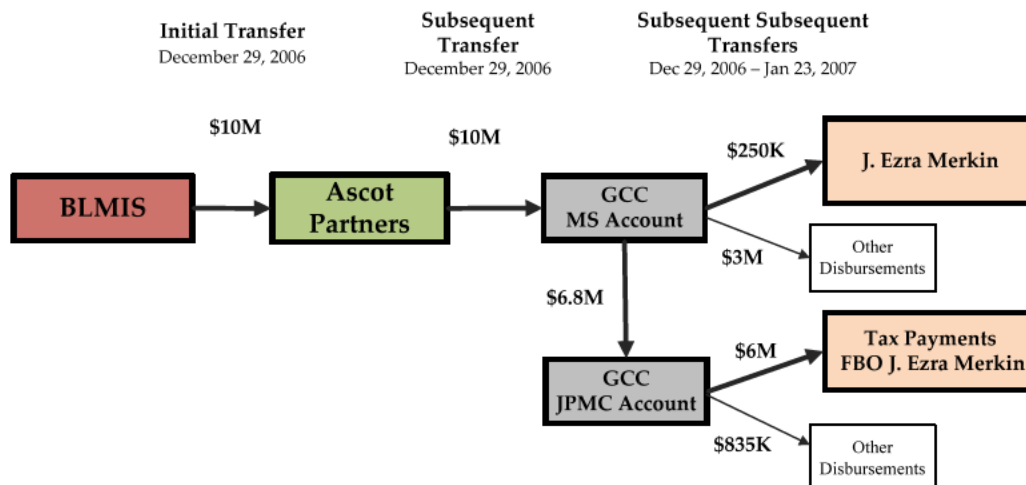 Initial Transfer
December 29, 2006
Subsequent
Transfer
December 29, 2006
Subsequent Subsequent
Transfers
Dec 29, 2006 – Jan 23, 2007
$10M
$10M
$250K
J. Ezra Merkin
BLMIS
Ascot
Partners
GCC
MS Account
$3M
Other
Disbursements
$6.8M
$6M
Tax Payments
FBO J. Ezra Merkin
GCC
JPMC Account
$835K
Other
Disbursements